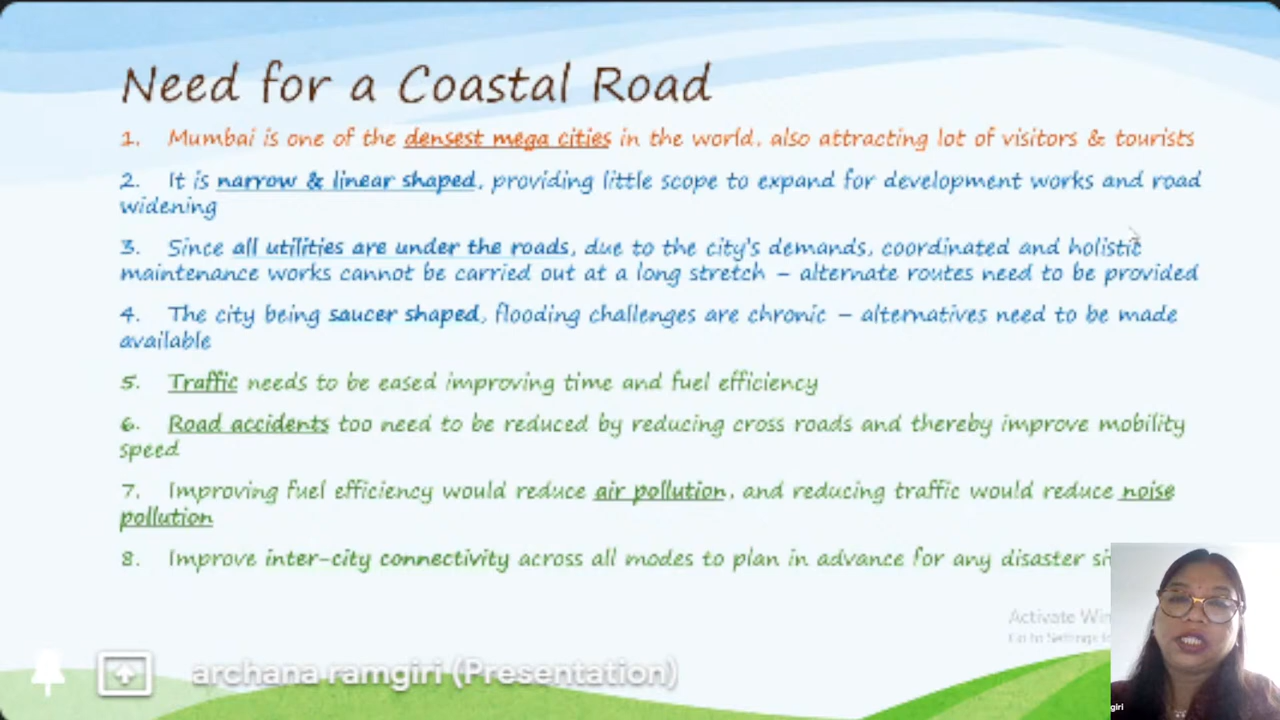 Need for a Coastal Road
1. Mumbai is one of the densest mega cities in the world, also attracting lot of visitors & tourists
2. It is narrow & linear shaped, providing little scope to expand for development works and road
widening
3. Since all utilities are under the roads, due to the city's demands, coordinated and holistic
maintenance works cannot be carried out at a long stretch – alternate routes need to be provided
4. The city being saucer shaped, flooding challenges are chronic – alternatives need to be made
available
5. Traffic needs to be eased improving time and fuel efficiency
6. Road accidents too need to be reduced by reducing cross roads and thereby improve mobility
speed
7. Improving fuel efficiency would reduce air pollution, and reducing traffic would reduce noise
pollution
8. Improve inter-city connectivity across all modes to plan in advance for any disaster
Activate
Go to Settings
archana ramgiri (Presentation)
giri